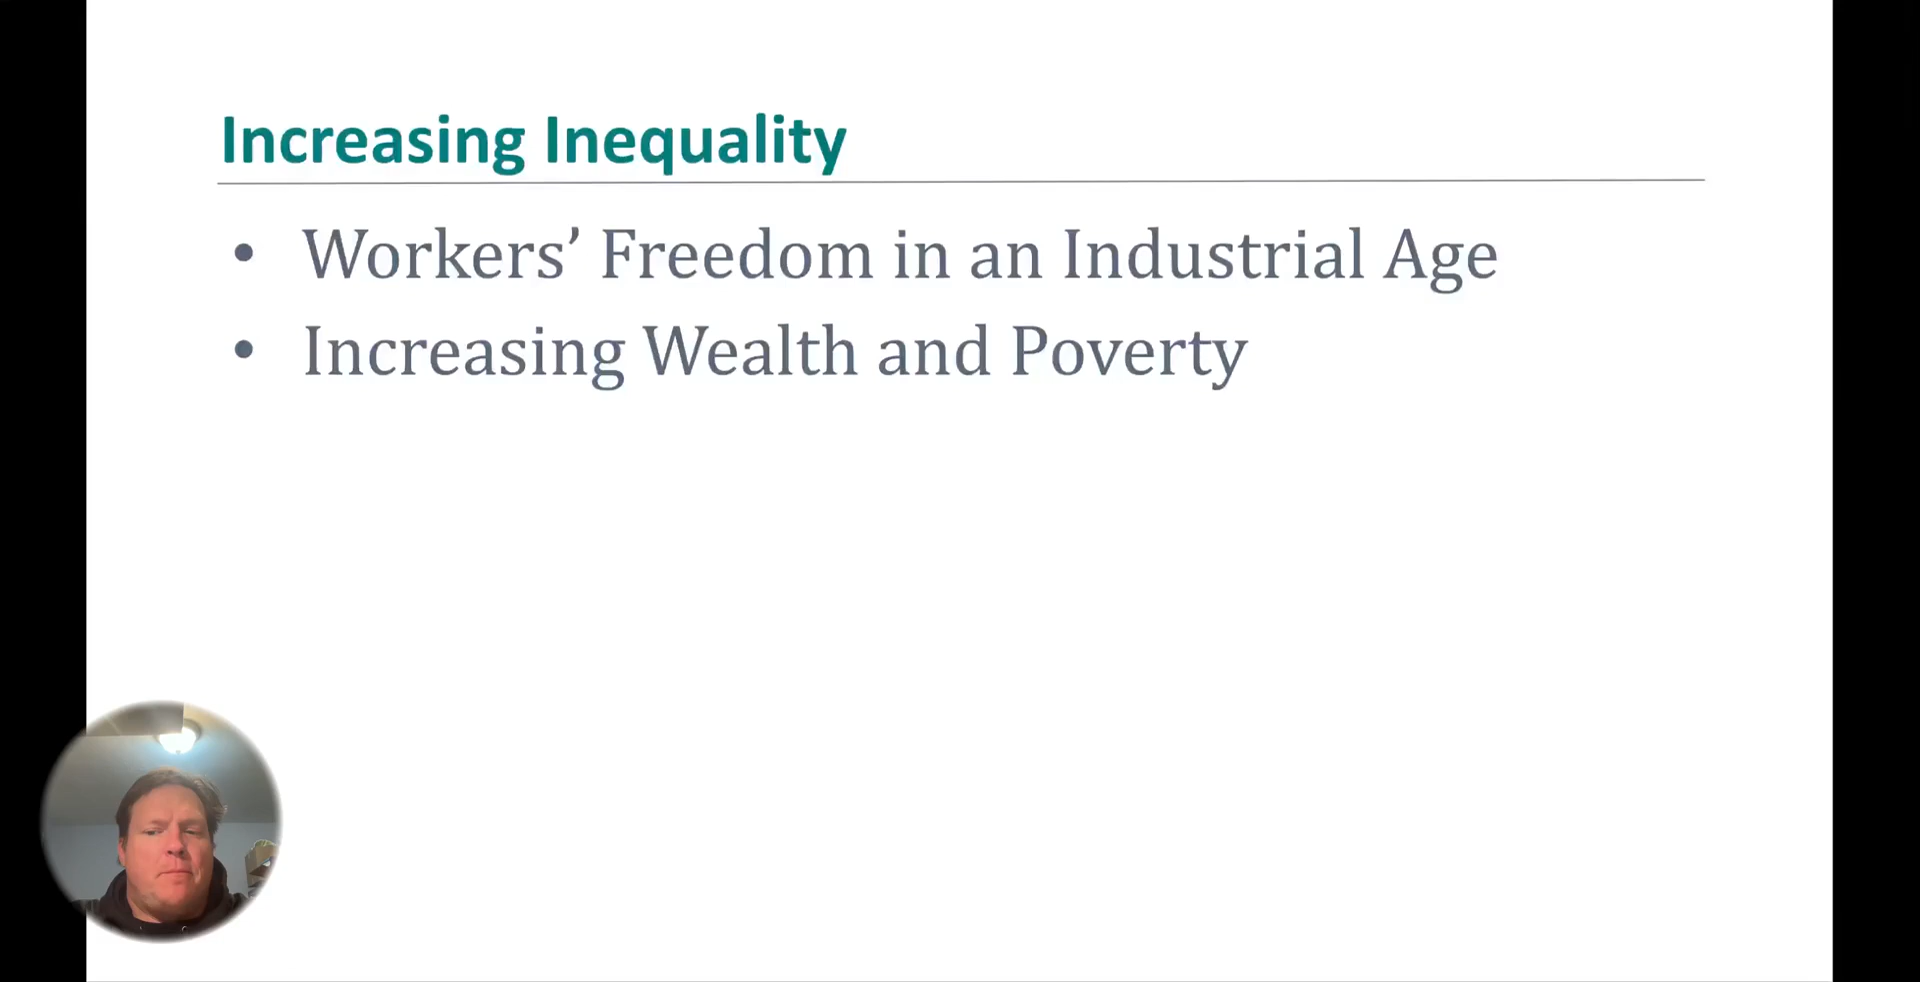 Increasing Inequality
• Workers’ Freedom in an Industrial Age
• Increasing Wealth and Poverty